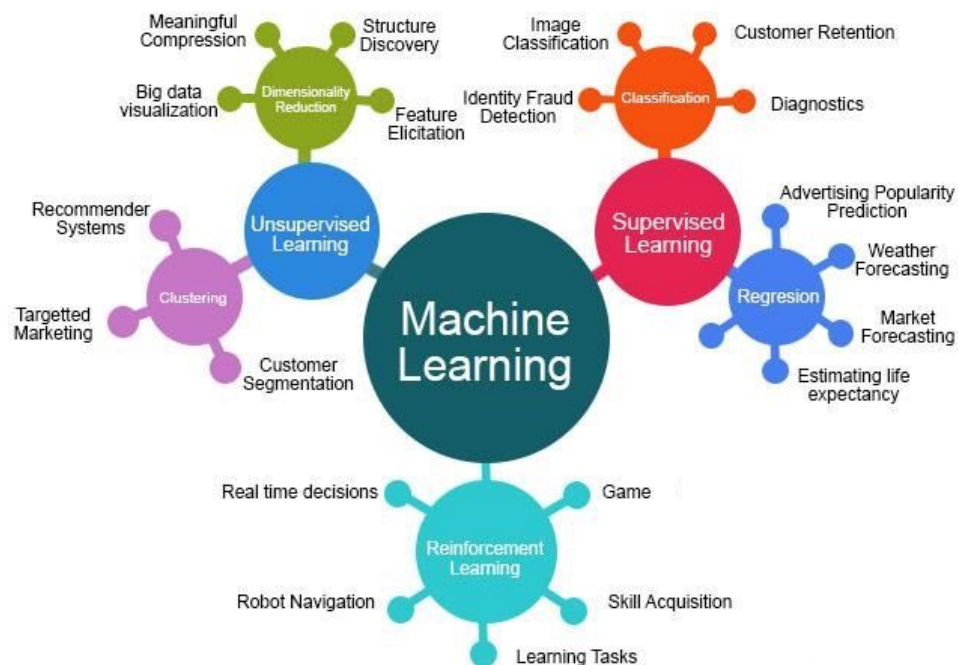 Meaningful
Compression
Structure
Discovery
Big data
visualization
Dimensionality
Reduction
Feature
Elicitation
Image
Classification
Customer Retention
Identity Fraud
Detection
Classification
Diagnostics
Recommender
Systems
Unsupervised
Learning
Clustering
Targetted
Marketing
Customer
Segmentation
Machine
Learning
Supervised
Learning
Advertising Popularity
Prediction
Weather
Forecasting
Regresion
Market
Forecasting
Estimating life
expectancy
Real time decisions
Game
Reinforcement
Learning
Robot Navigation
Skill Acquisition
Learning Tasks